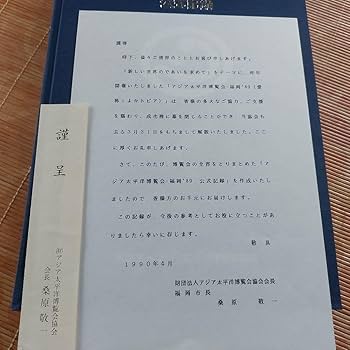 謹啓
時下、益々ご清祥のこととお慶び申しあげます。
「新しい世界のであいを求めて」をテーマに、昨年
開催いたしました「アジア太平洋博覧会-福岡'89(愛
称:よかトピア)」は、皆様の多大なご協力、ご支援
を賜わり、成功裡に幕を閉じることができ、当協会も
去る3月31日をもちまして解散いたしました。ここ
に厚くお礼申しあげます。
さて、このたび、博覧会の全容をとりまとめた「ア
ジア太平洋博覧会-福岡'89 公式記録」を作成いたし
ましたので、各種方のお手元にお届けします。
この記録が、今後の参考としてお役に立つことがあ
りましたら幸いに存じます。
敬具
1990年4月
財団法人アジア太平洋博覧会協会会長
福岡市長
桑原 敬一
謹呈
㈶アジア太平洋博覧会協会
会長 桑原敬一